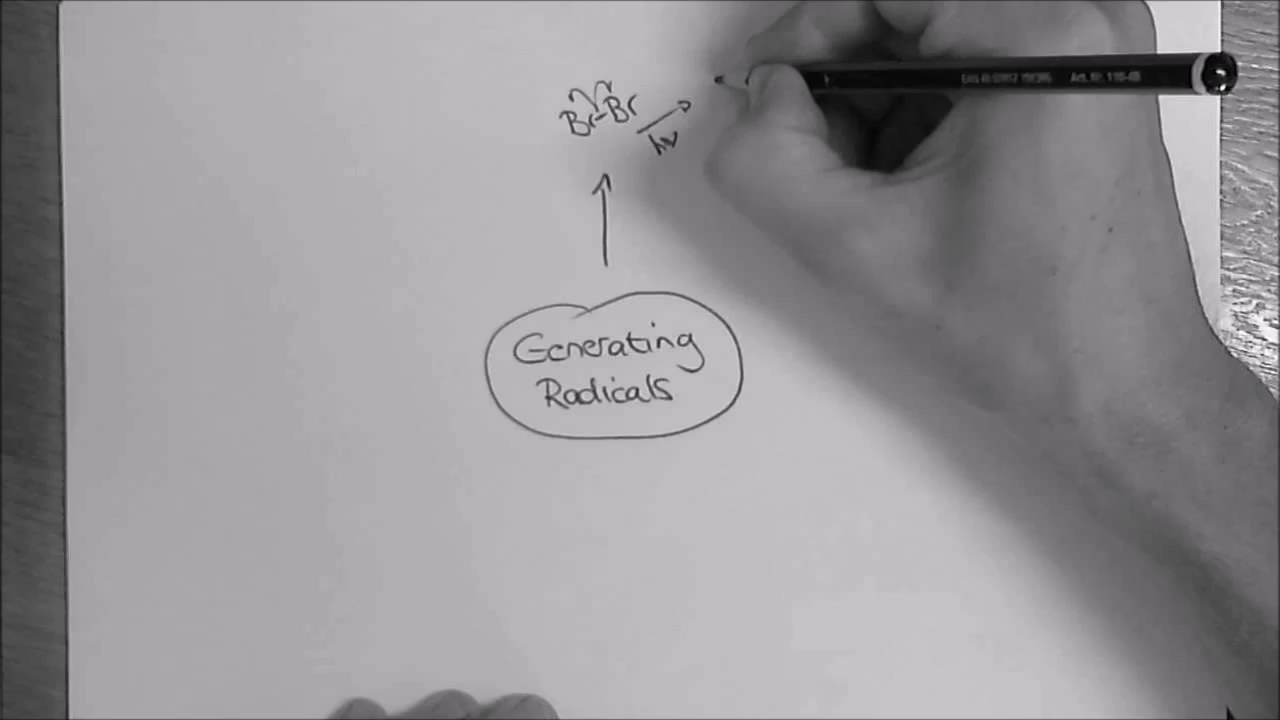 Br-Br
hν
Generating
Radicals